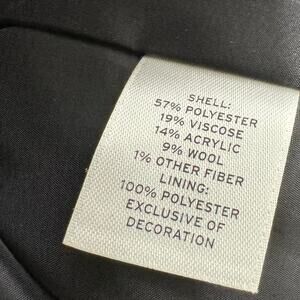 SHELL:
57% POLYESTER
19% VISCOSE
14% ACRYLIC
9% WOOL
1% OTHER FIBER
LINING:
100% POLYESTER
EXCLUSIVE OF
DECORATION